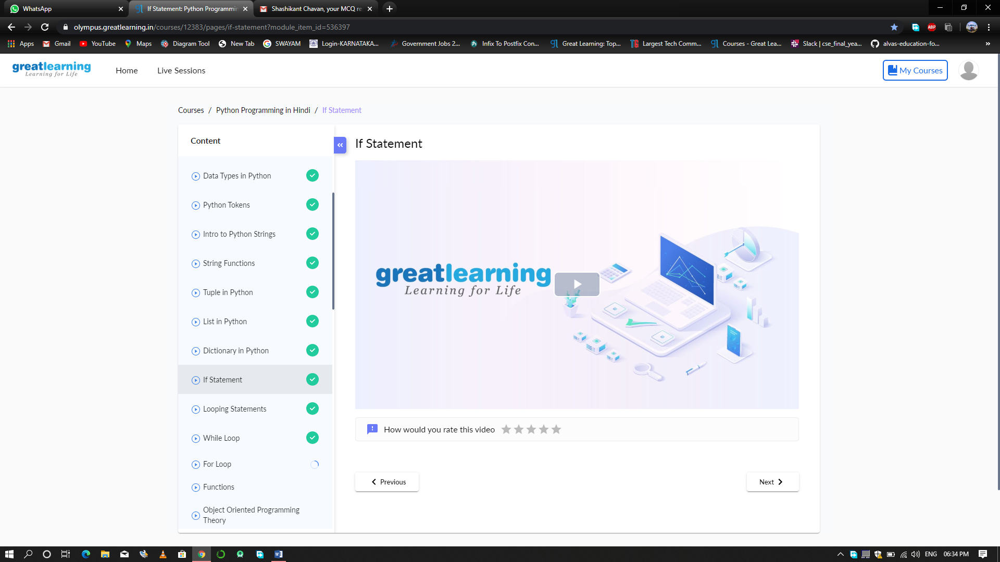 WhatsApp
If Statement: Python Programmin
Shashikant Chavan, your MCQ re
olympus.greatlearning.in/courses/12383/pages/if-statement?module_item_id=536397
ABP
Apps
Gmail
YouTube
Maps
Diagram Tool
New Tab
SWAYAM
Login-KARNATAKA...
Government Jobs 2...
Infix To Postfix Con...
Great Learning: Top...
Largest Tech Comm...
Courses - Great Lea...
Slack | cse_final_yea...
alvas-education-fo...
»
greatlearning
Learning for Life
Home
Live Sessions
My Courses
Courses / Python Programming in Hindi / If Statement
Content
«
If Statement
Data Types in Python
Python Tokens
Intro to Python Strings
String Functions
Tuple in Python
List in Python
Dictionary in Python
If Statement
Looping Statements
While Loop
For Loop
Functions
Object Oriented Programming
Theory
greatlearning
Learning for Life
How would you rate this video
Previous
Next
ENG
06:34 PM